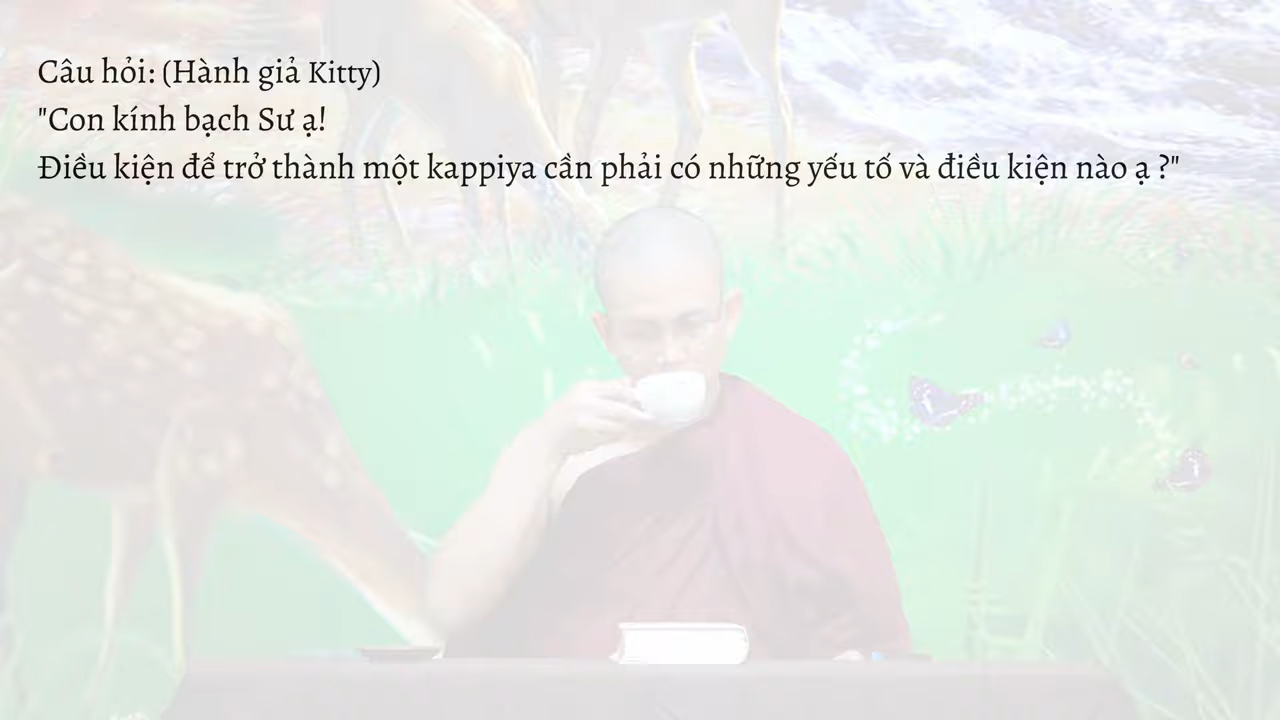 Câu hỏi: (Hành giả Kitty)
"Con kính bạch Sư ạ!
Điều kiện để trở thành một kappiya cần phải có những yếu tố và điều kiện nào ạ ?"